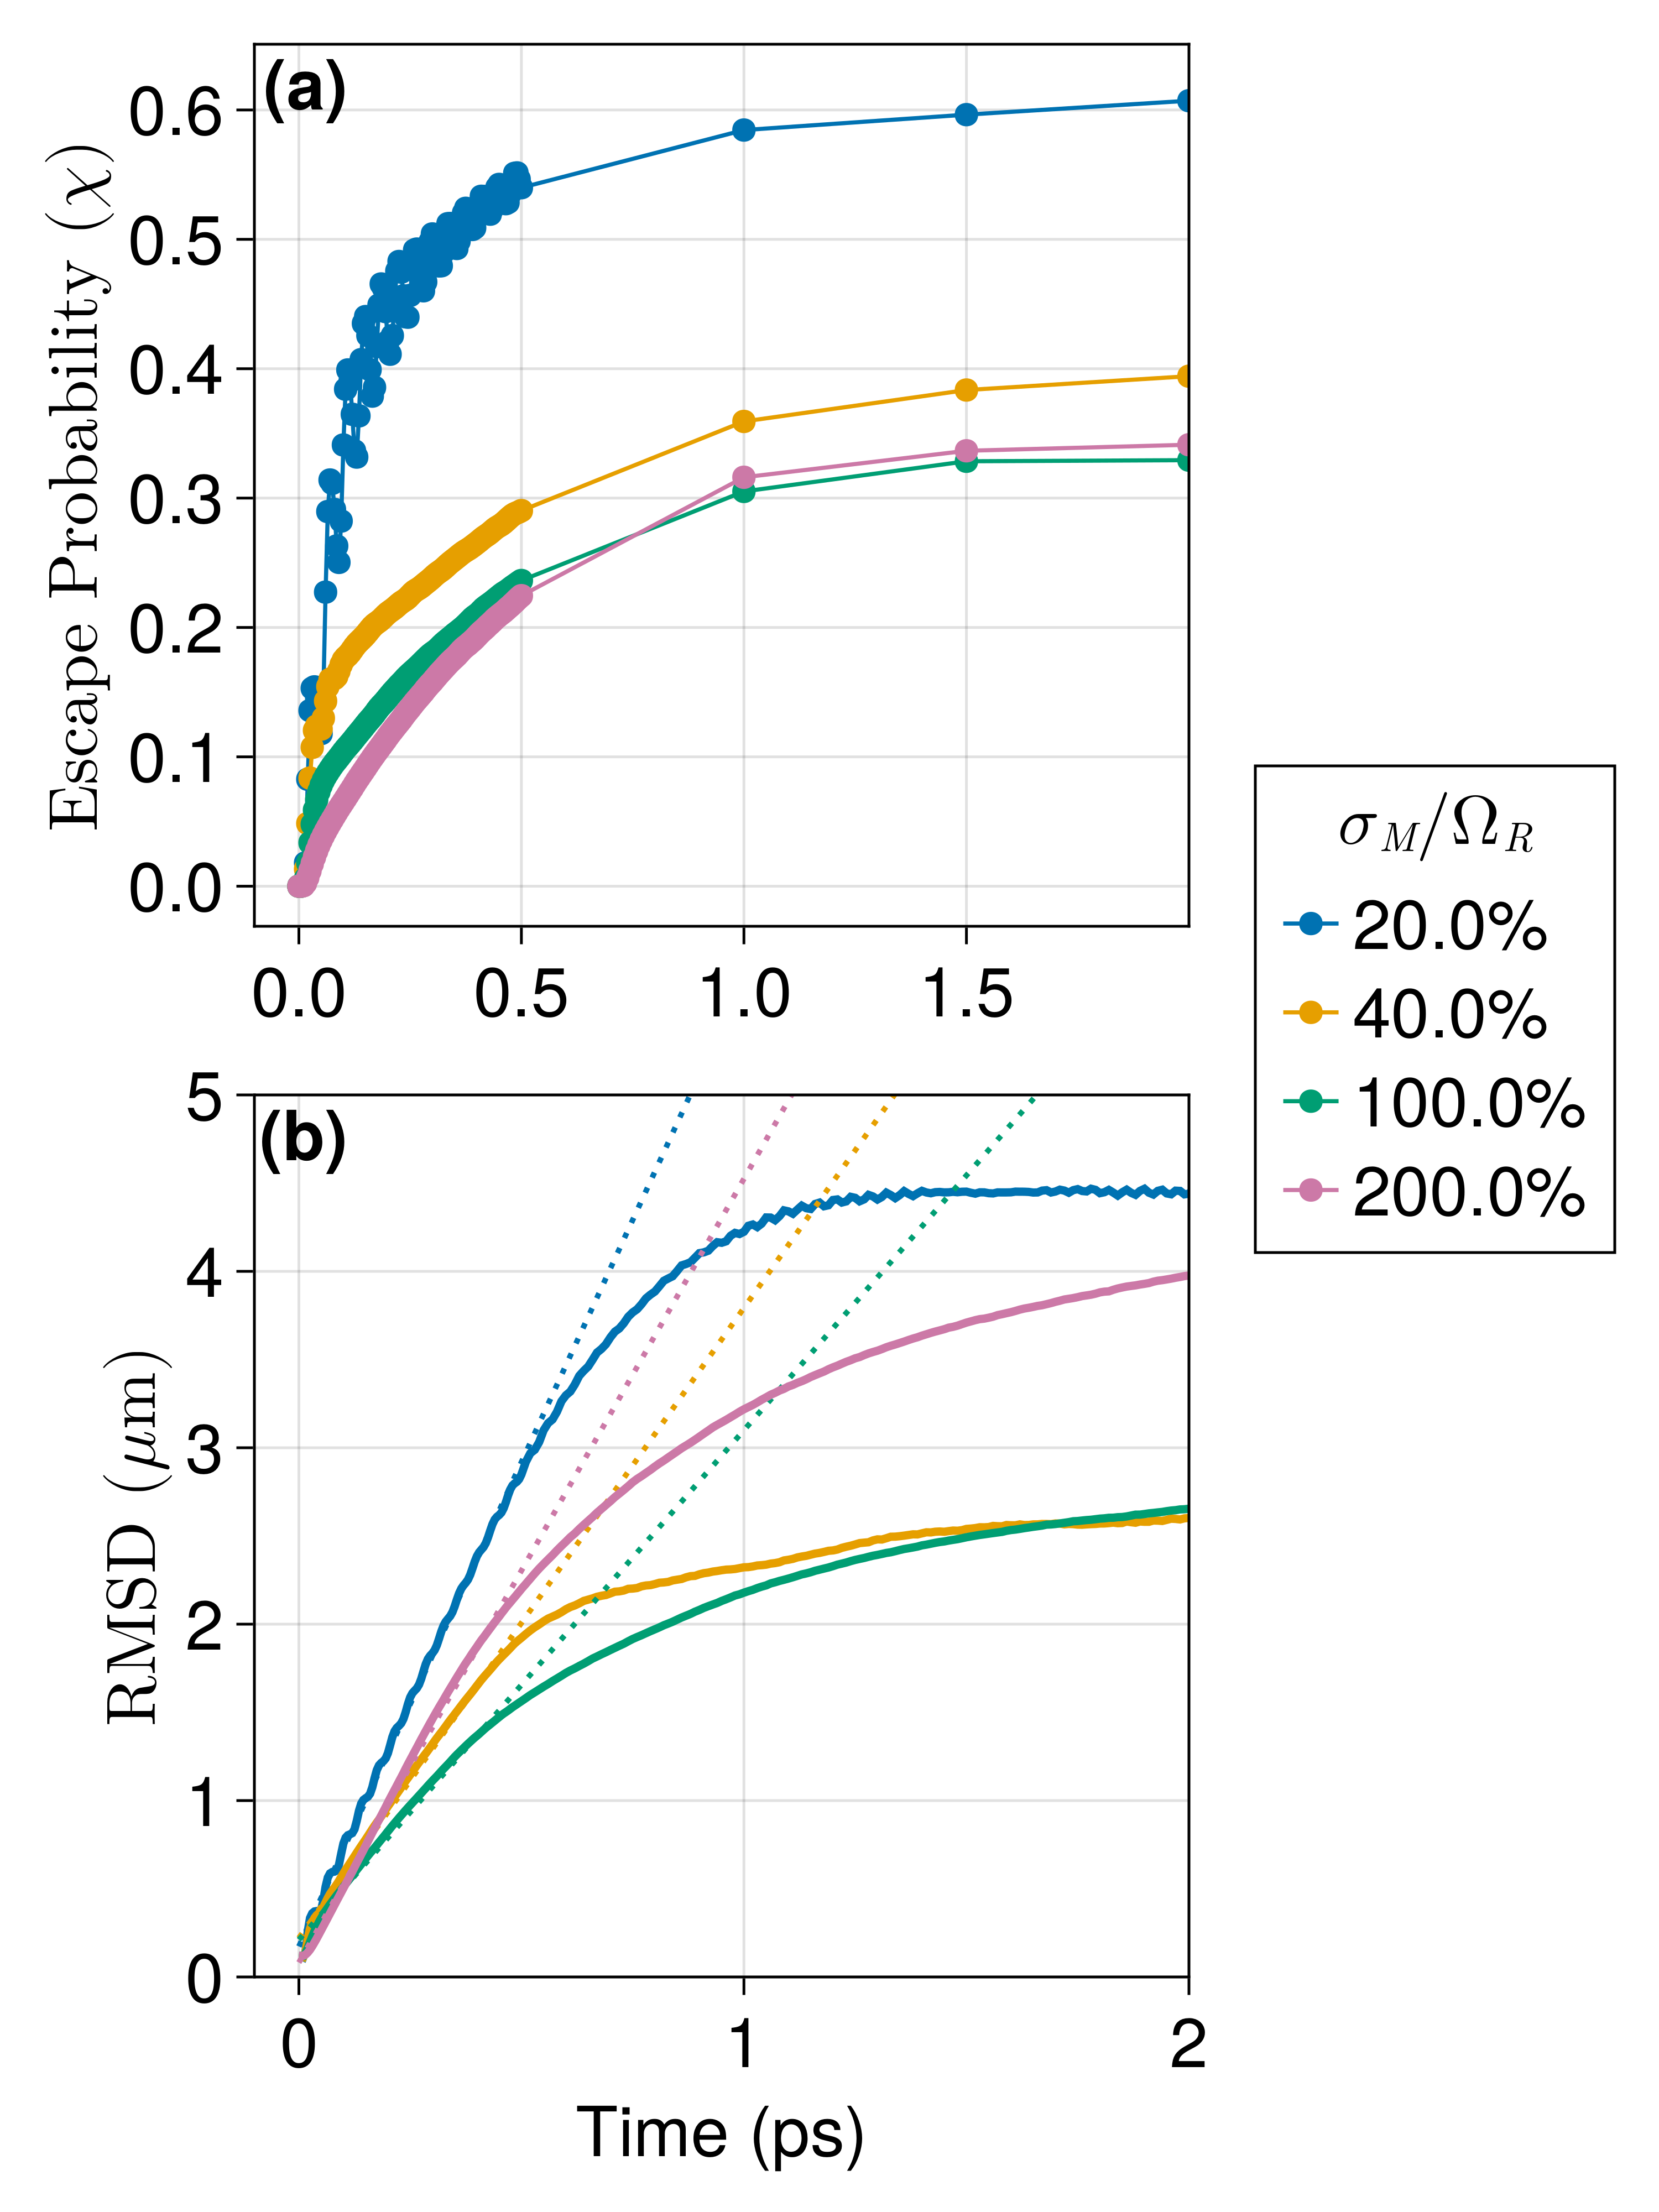 (a)
Escape Probability (χ)
0.6
0.5
0.4
0.3
0.2
0.1
0.0
0.0 0.5 1.0 1.5
σM/ΩR
20.0%
40.0%
100.0%
200.0%
(b)
RMSD (μm)
5
4
3
2
1
0
0 1 2
Time (ps)